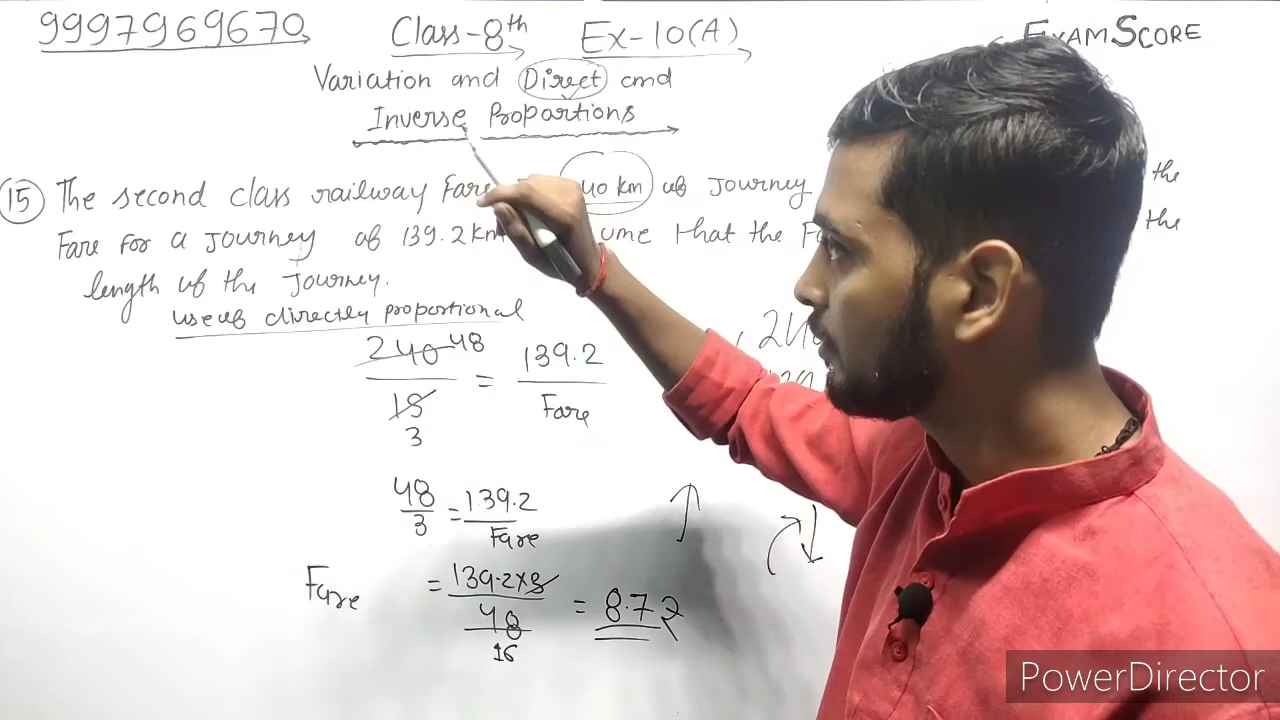 9997969670
Class-8th
Ex-10(A)
EXAMSCORE
Variation and Direct and
Inverse Proportions
15 The second class railway Fare 40 km of Journey the
Fare For a Journey of 139.2 km ume that the Fa the
length of the Journey.
use of directly proportional
240 48 = 139.2
15 Fare
3
48 = 139.2
3 Fare
Fare = 139.2×3 = 8.7₹
48
16
PowerDirector